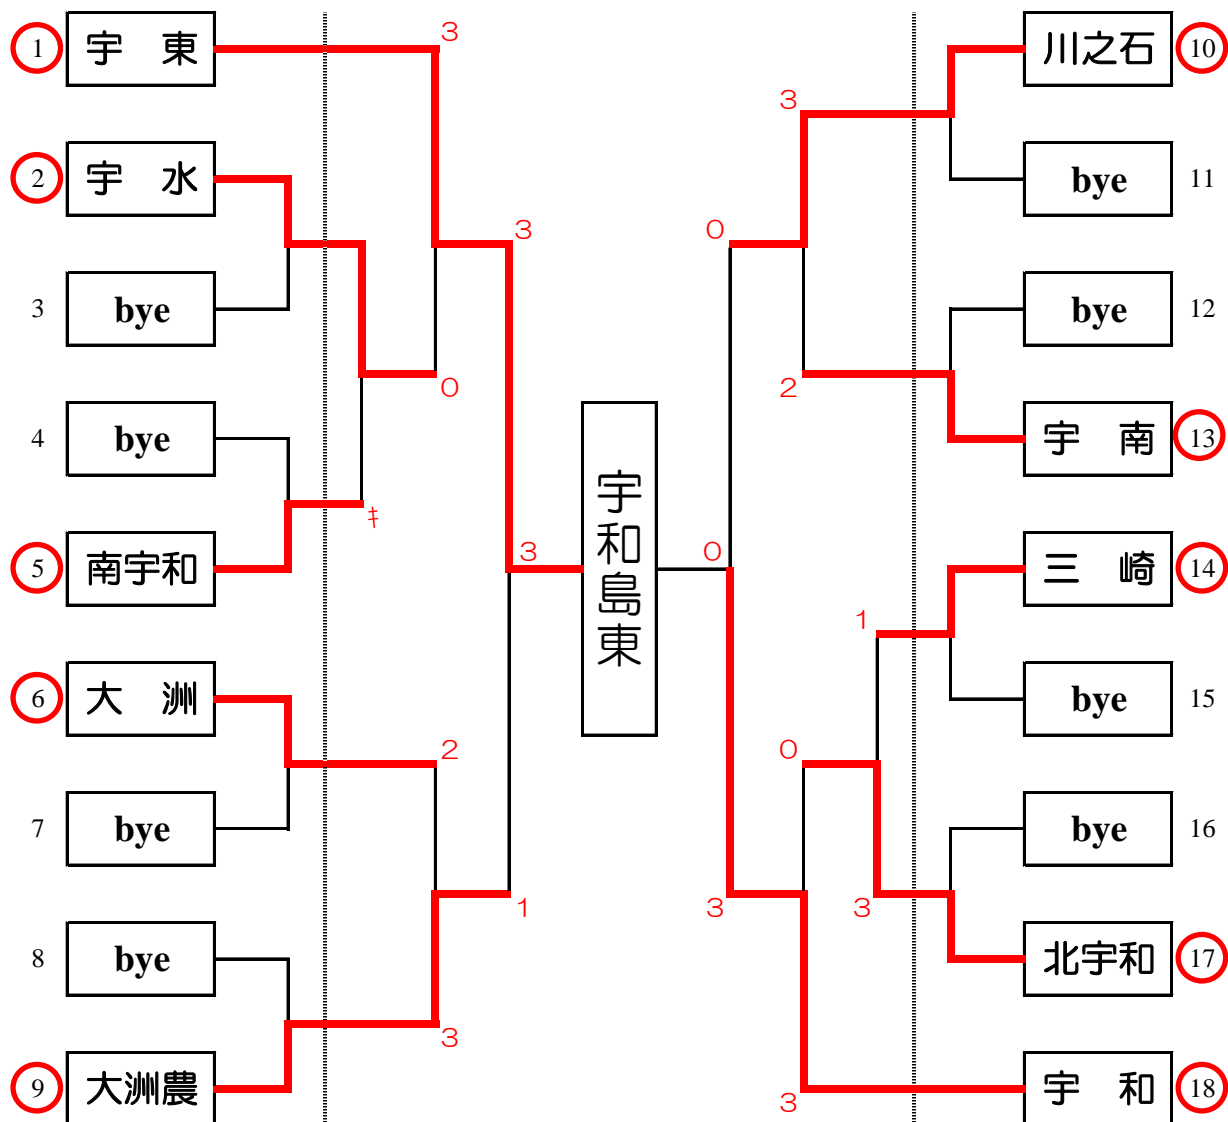 1 宇 東
2 宇 水
3 bye
4 bye
5 南宇和
6 大 洲
7 bye
8 bye
9 大洲農
3
0
ｷ
2
3
3
1
3
宇和島東
0
0
3
3
2
1
3
0
3
川之石 10
bye 11
bye 12
宇 南 13
三 崎 14
bye 15
bye 16
北宇和 17
宇 和 18